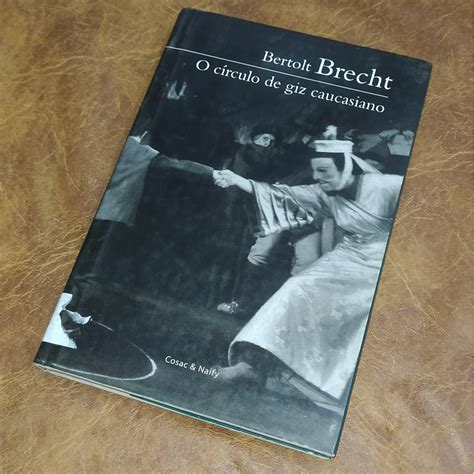 Bertolt Brecht
O círculo de giz caucasiano
Cosac & Naify